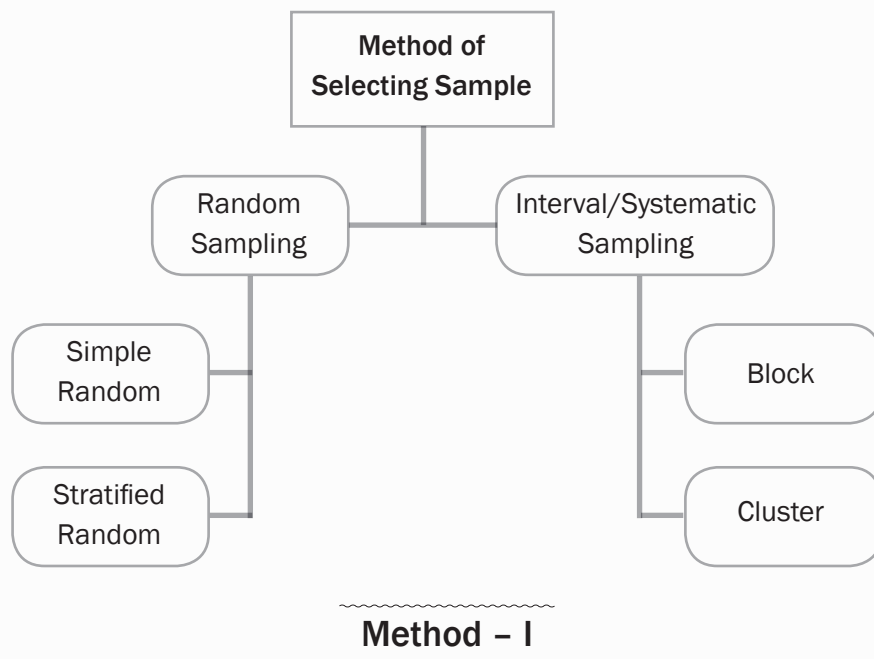 Method of
Selecting Sample
Random
Sampling
Interval/Systematic
Sampling
Simple
Random
Block
Stratified
Random
Cluster
Method – I